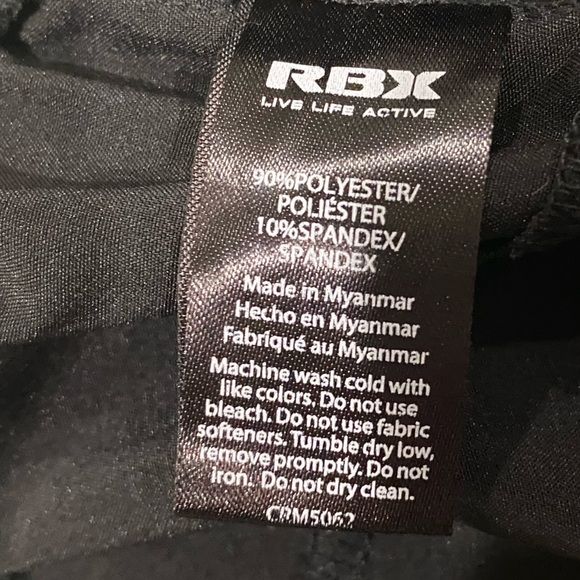 RBX
LIVE LIFE ACTIVE
90%POLYESTER/
POLIÉSTER
10%SPANDEX/
SPANDEX
Made in Myanmar
Hecho en Myanmar
Fabriqué au Myanmar
Machine wash cold with
like colors. Do not use
bleach. Do not use fabric
softeners. Tumble dry low,
remove promptly. Do not
iron. Do not dry clean.
CRM5062